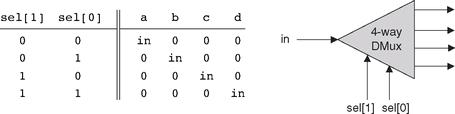 sel[1] sel[0] a b c d
0 0 in 0 0 0
0 1 0 in 0 0
1 0 0 0 in 0
1 1 0 0 0 in
in
4-way
DMux
sel[1] sel[0]